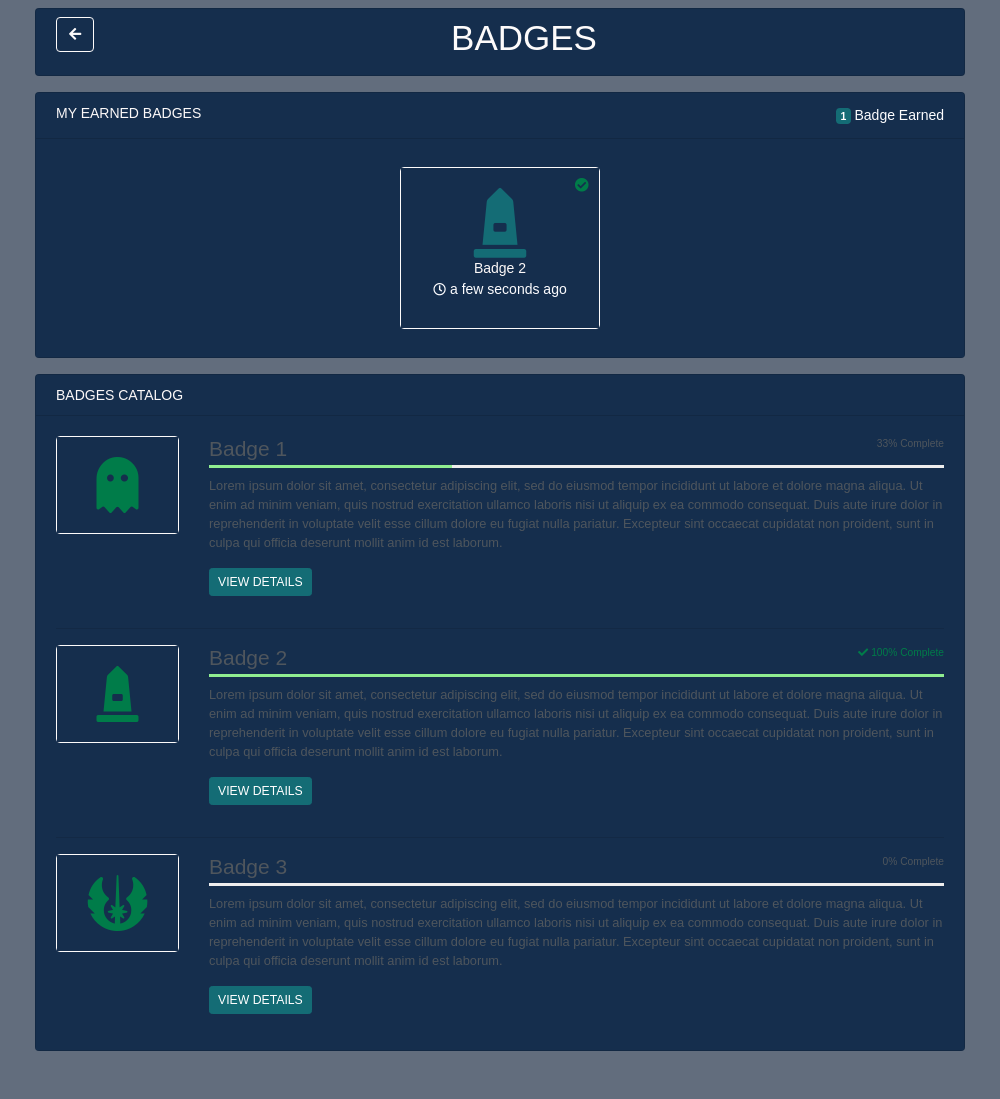 BADGES
MY EARNED BADGES
1 Badge Earned
Badge 2
a few seconds ago
BADGES CATALOG
Badge 1
33% Complete
Lorem ipsum dolor sit amet, consectetur adipiscing elit, sed do eiusmod tempor incididunt ut labore et dolore magna aliqua. Ut
enim ad minim veniam, quis nostrud exercitation ullamco laboris nisi ut aliquip ex ea commodo consequat. Duis aute irure dolor in
reprehenderit in voluptate velit esse cillum dolore eu fugiat nulla pariatur. Excepteur sint occaecat cupidatat non proident, sunt in
culpa qui officia deserunt mollit anim id est laborum.
VIEW DETAILS
Badge 2
100% Complete
Lorem ipsum dolor sit amet, consectetur adipiscing elit, sed do eiusmod tempor incididunt ut labore et dolore magna aliqua. Ut
enim ad minim veniam, quis nostrud exercitation ullamco laboris nisi ut aliquip ex ea commodo consequat. Duis aute irure dolor in
reprehenderit in voluptate velit esse cillum dolore eu fugiat nulla pariatur. Excepteur sint occaecat cupidatat non proident, sunt in
culpa qui officia deserunt mollit anim id est laborum.
VIEW DETAILS
Badge 3
0% Complete
Lorem ipsum dolor sit amet, consectetur adipiscing elit, sed do eiusmod tempor incididunt ut labore et dolore magna aliqua. Ut
enim ad minim veniam, quis nostrud exercitation ullamco laboris nisi ut aliquip ex ea commodo consequat. Duis aute irure dolor in
reprehenderit in voluptate velit esse cillum dolore eu fugiat nulla pariatur. Excepteur sint occaecat cupidatat non proident, sunt in
culpa qui officia deserunt mollit anim id est laborum.
VIEW DETAILS